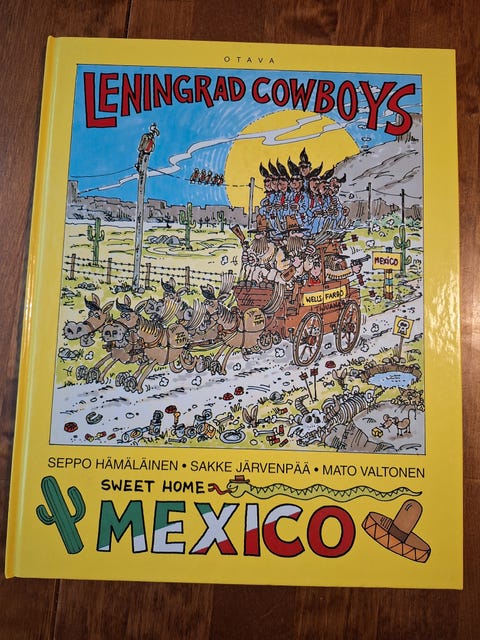 OTAVA
LENINGRAD COWBOYS
MEXICO
WELLS FARGO
SEPPO HÄMÄLÄINEN • SAKKE JÄRVENPÄÄ • MATO VALTONEN
SWEET HOME
MEXICO